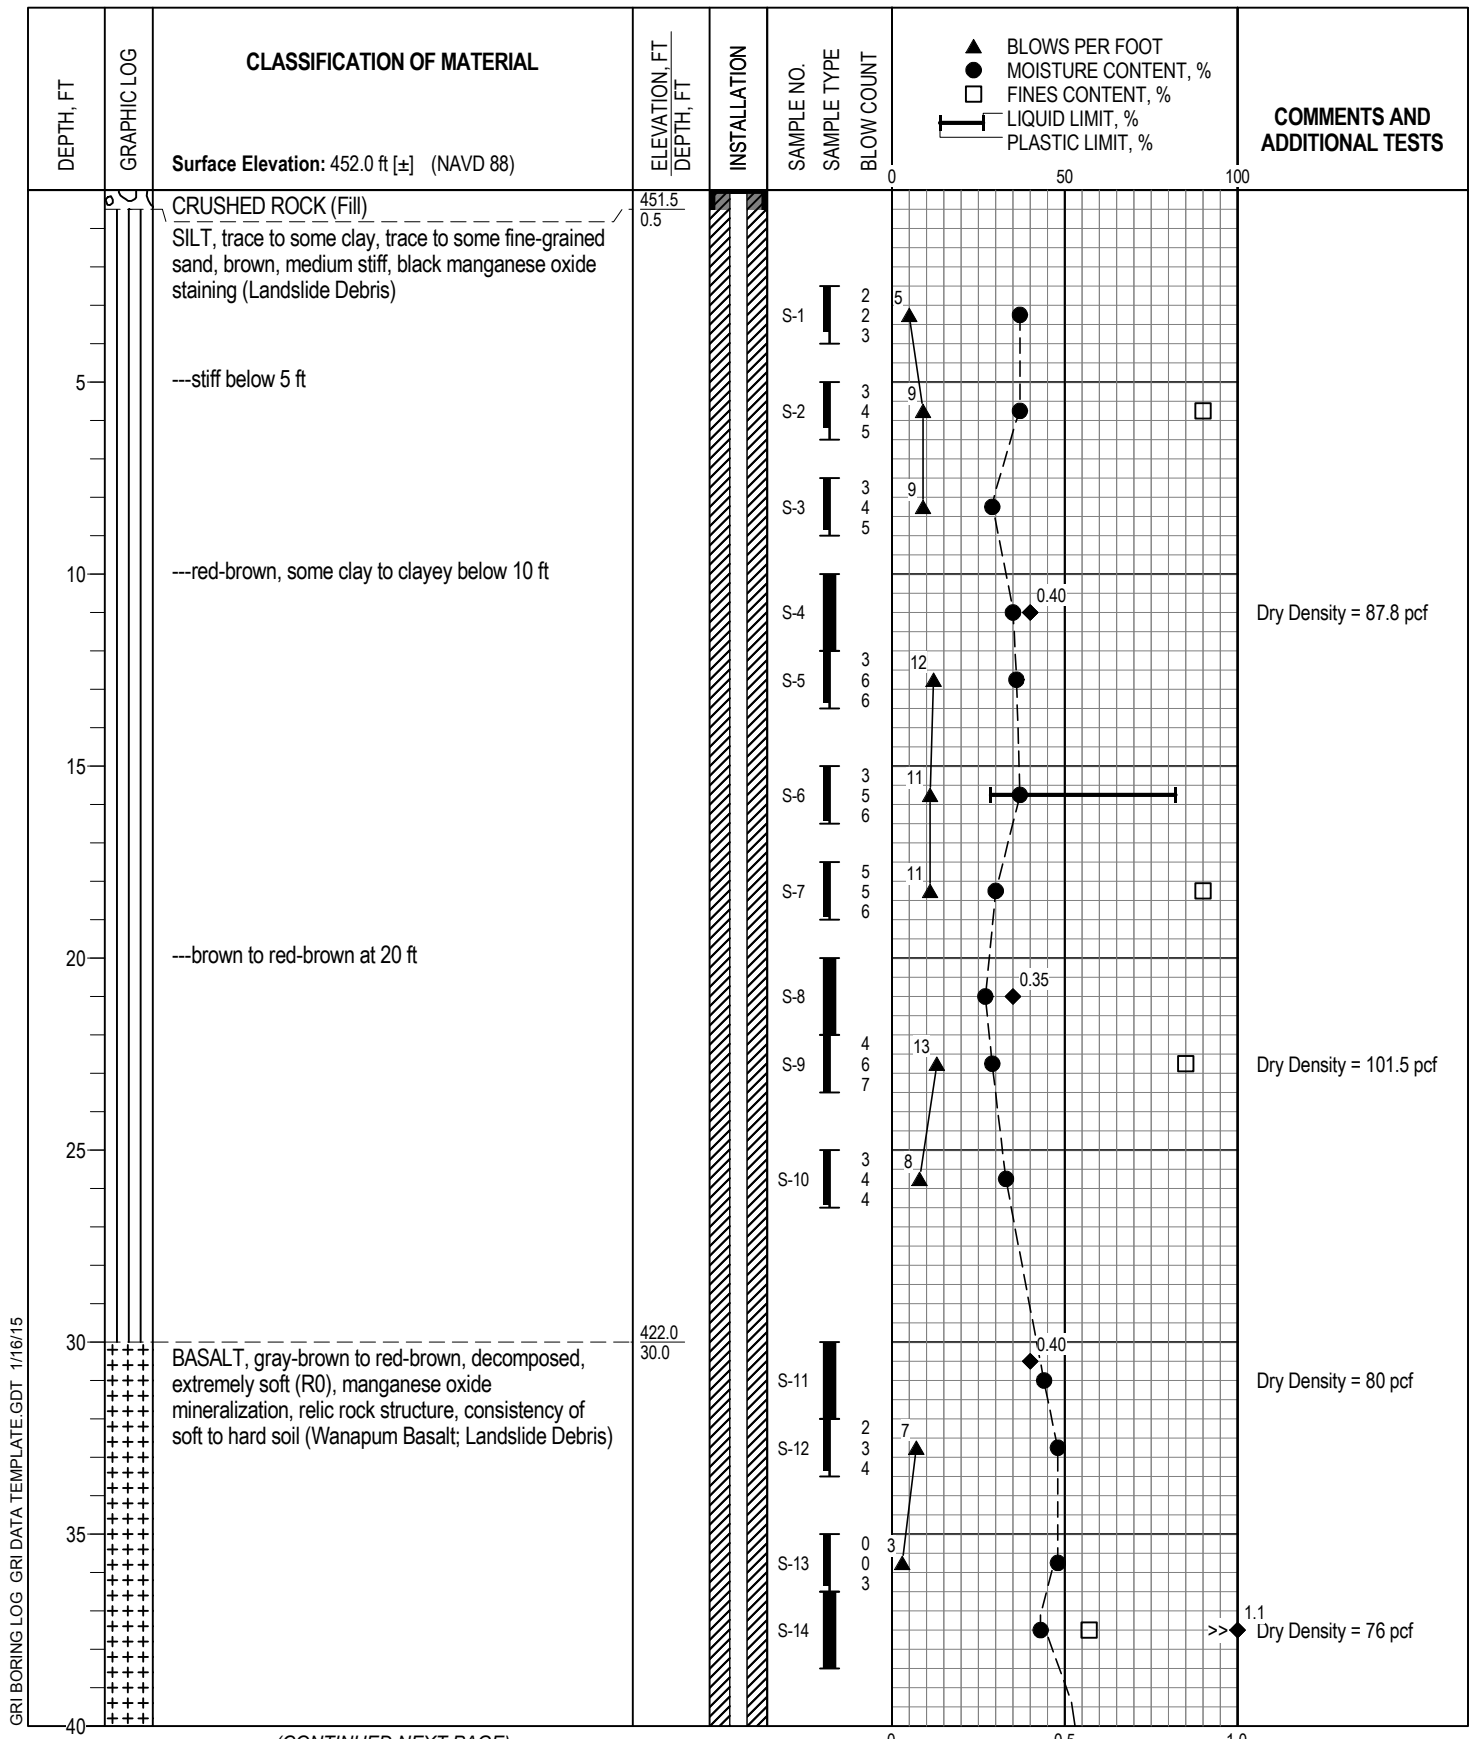 DEPTH, FT
GRAPHIC LOG
CLASSIFICATION OF MATERIAL
Surface Elevation: 452.0 ft [±] (NAVD 88)
ELEVATION, FT
DEPTH, FT
INSTALLATION
SAMPLE NO.
SAMPLE TYPE
BLOW COUNT
BLOWS PER FOOT
MOISTURE CONTENT, %
FINES CONTENT, %
LIQUID LIMIT, %
PLASTIC LIMIT, %
0 50 100
COMMENTS AND
ADDITIONAL TESTS
CRUSHED ROCK (Fill)
451.5
0.5
SILT, trace to some clay, trace to some fine-grained
sand, brown, medium stiff, black manganese oxide
staining (Landslide Debris)
S-1
2
2
3
5
5
---stiff below 5 ft
S-2
3
4
5
9
S-3
3
4
5
9
10
---red-brown, some clay to clayey below 10 ft
S-4
0.40
Dry Density = 87.8 pcf
S-5
3
6
6
12
15
S-6
3
5
6
11
S-7
5
5
6
11
20
---brown to red-brown at 20 ft
S-8
0.35
S-9
4
6
7
13
Dry Density = 101.5 pcf
25
S-10
3
4
4
8
30
422.0
30.0
BASALT, gray-brown to red-brown, decomposed,
extremely soft (R0), manganese oxide
mineralization, relic rock structure, consistency of
soft to hard soil (Wanapum Basalt; Landslide Debris)
S-11
0.40
Dry Density = 80 pcf
S-12
2
3
4
7
35
S-13
0
0
3
3
S-14
>>
1.1
Dry Density = 76 pcf
40
(CONTINUED NEXT PAGE)
0 0.5 1.0
GRI BORING LOG GRI DATA TEMPLATE.GDT 1/16/15